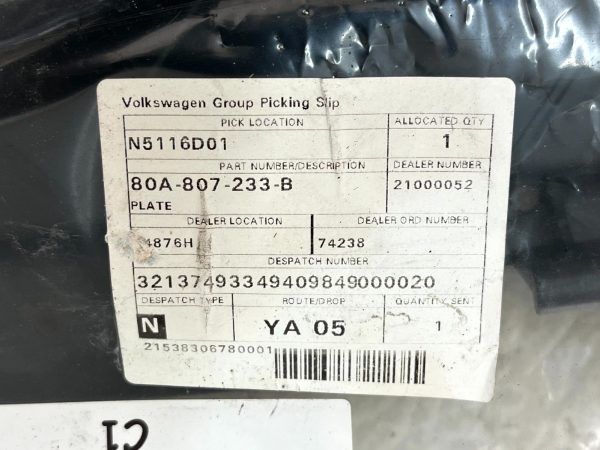 Volkswagen Group Picking Slip
PICK LOCATION ALLOCATED QTY
N5116D01 1
PART NUMBER/DESCRIPTION DEALER NUMBER
80A-807-233-B 21000052
PLATE
DEALER LOCATION DEALER ORD NUMBER
4876H 74238
DESPATCH NUMBER
32137493349409849000020
DESPATCH TYPE ROUTE/DROP QUANTITY SENT
N YA 05 1
21538306780001
C1